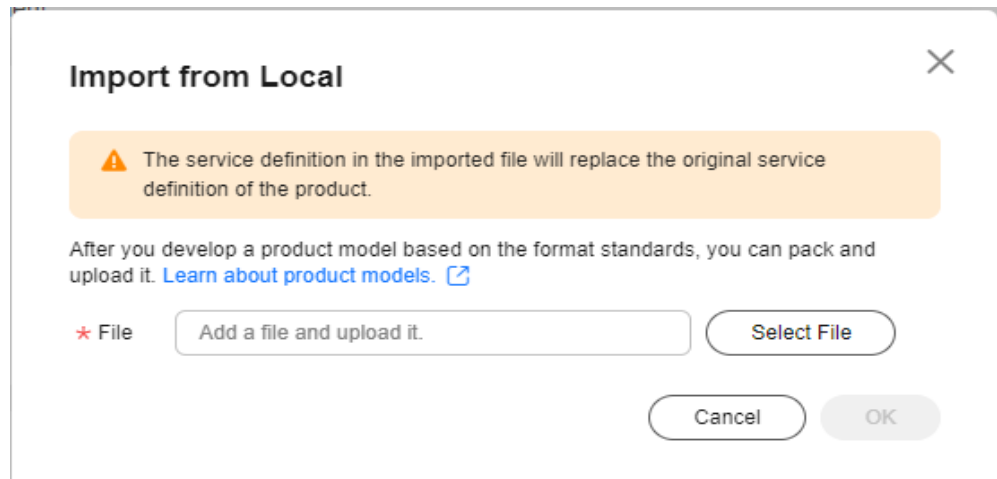 Import from Local
The service definition in the imported file will replace the original service
definition of the product.
After you develop a product model based on the format standards, you can pack and
upload it. Learn about product models.
* File Add a file and upload it. Select File
Cancel OK